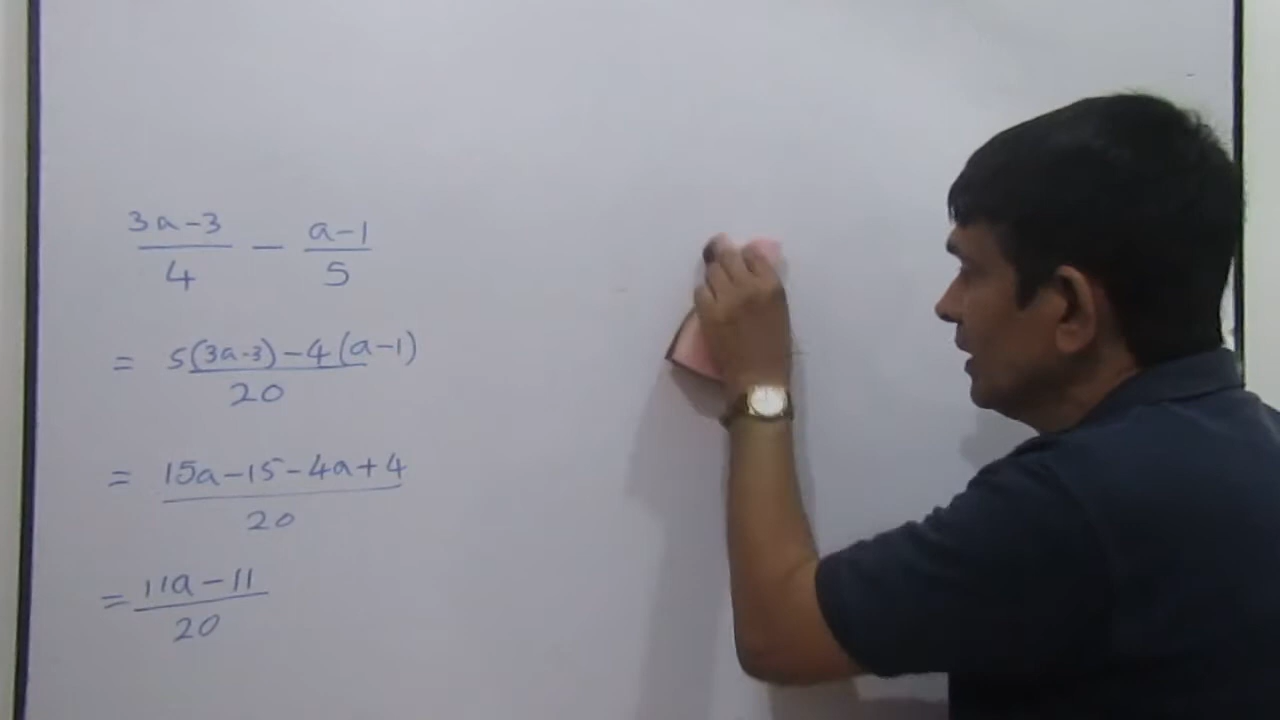 3a-3 a-1
— - —
4 5
= 5(3a-3)-4(a-1)
20
= 15a-15-4a+4
20
= 11a-11
20